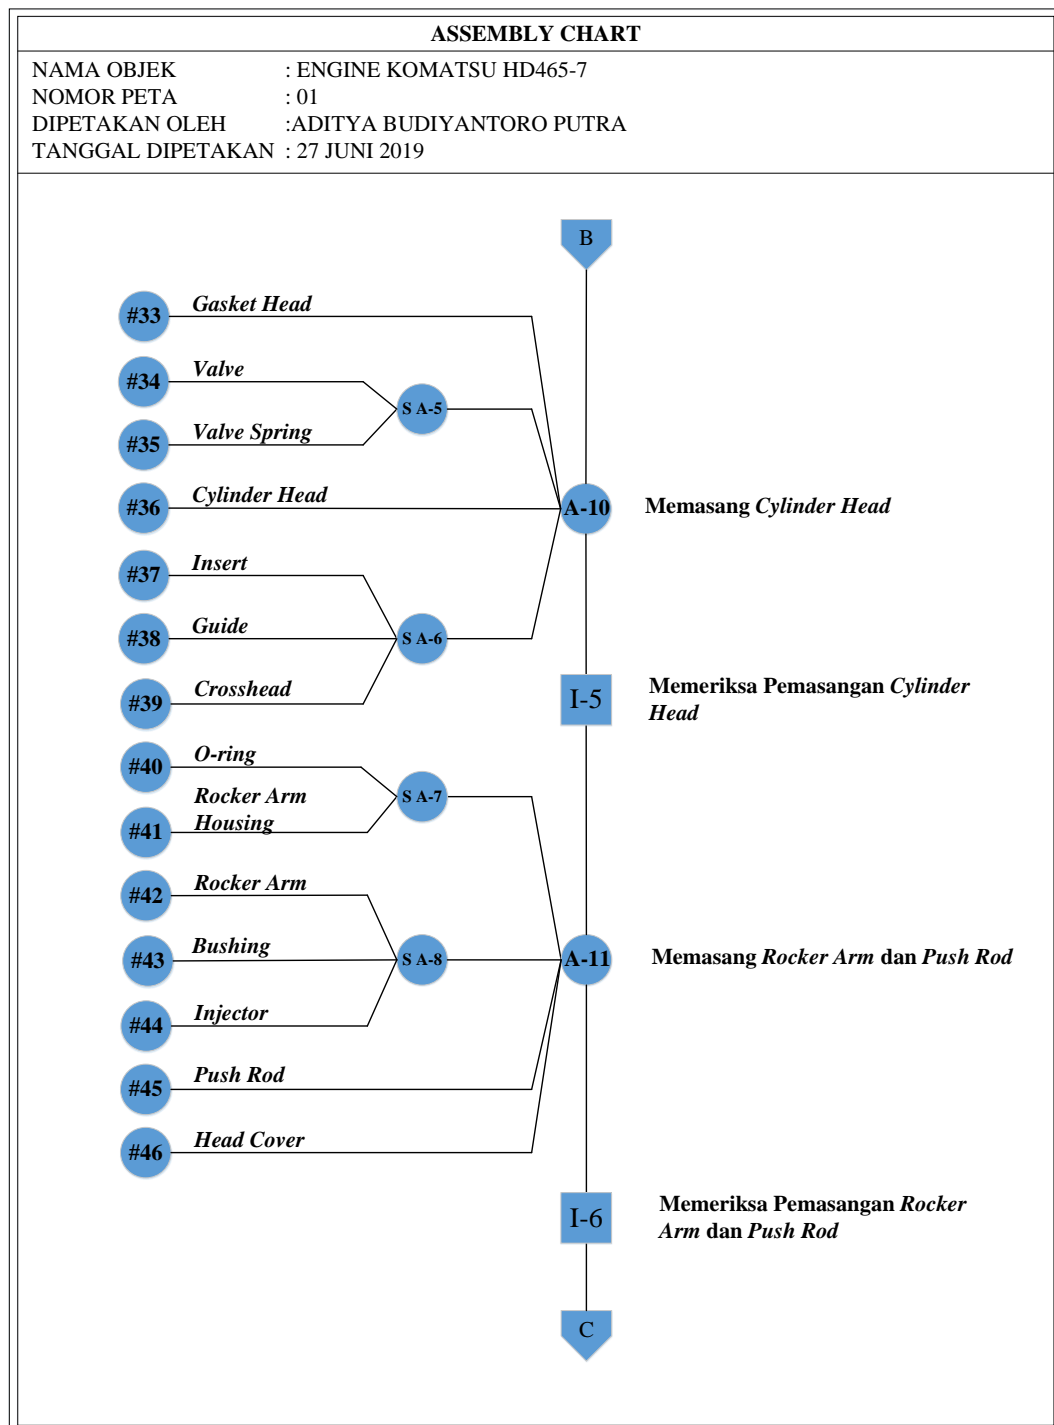 ASSEMBLY CHART
NAMA OBJEK : ENGINE KOMATSU HD465-7
NOMOR PETA : 01
DIPETAKAN OLEH :ADITYA BUDIYANTORO PUTRA
TANGGAL DIPETAKAN : 27 JUNI 2019
B
#33 Gasket Head
#34 Valve
S A-5
#35 Valve Spring
#36 Cylinder Head
A-10 Memasang Cylinder Head
#37 Insert
#38 Guide
S A-6
#39 Crosshead
I-5 Memeriksa Pemasangan Cylinder
Head
#40 O-ring
S A-7
Rocker Arm
#41 Housing
#42 Rocker Arm
#43 Bushing
S A-8
A-11 Memasang Rocker Arm dan Push Rod
#44 Injector
#45 Push Rod
#46 Head Cover
I-6 Memeriksa Pemasangan Rocker
Arm dan Push Rod
C